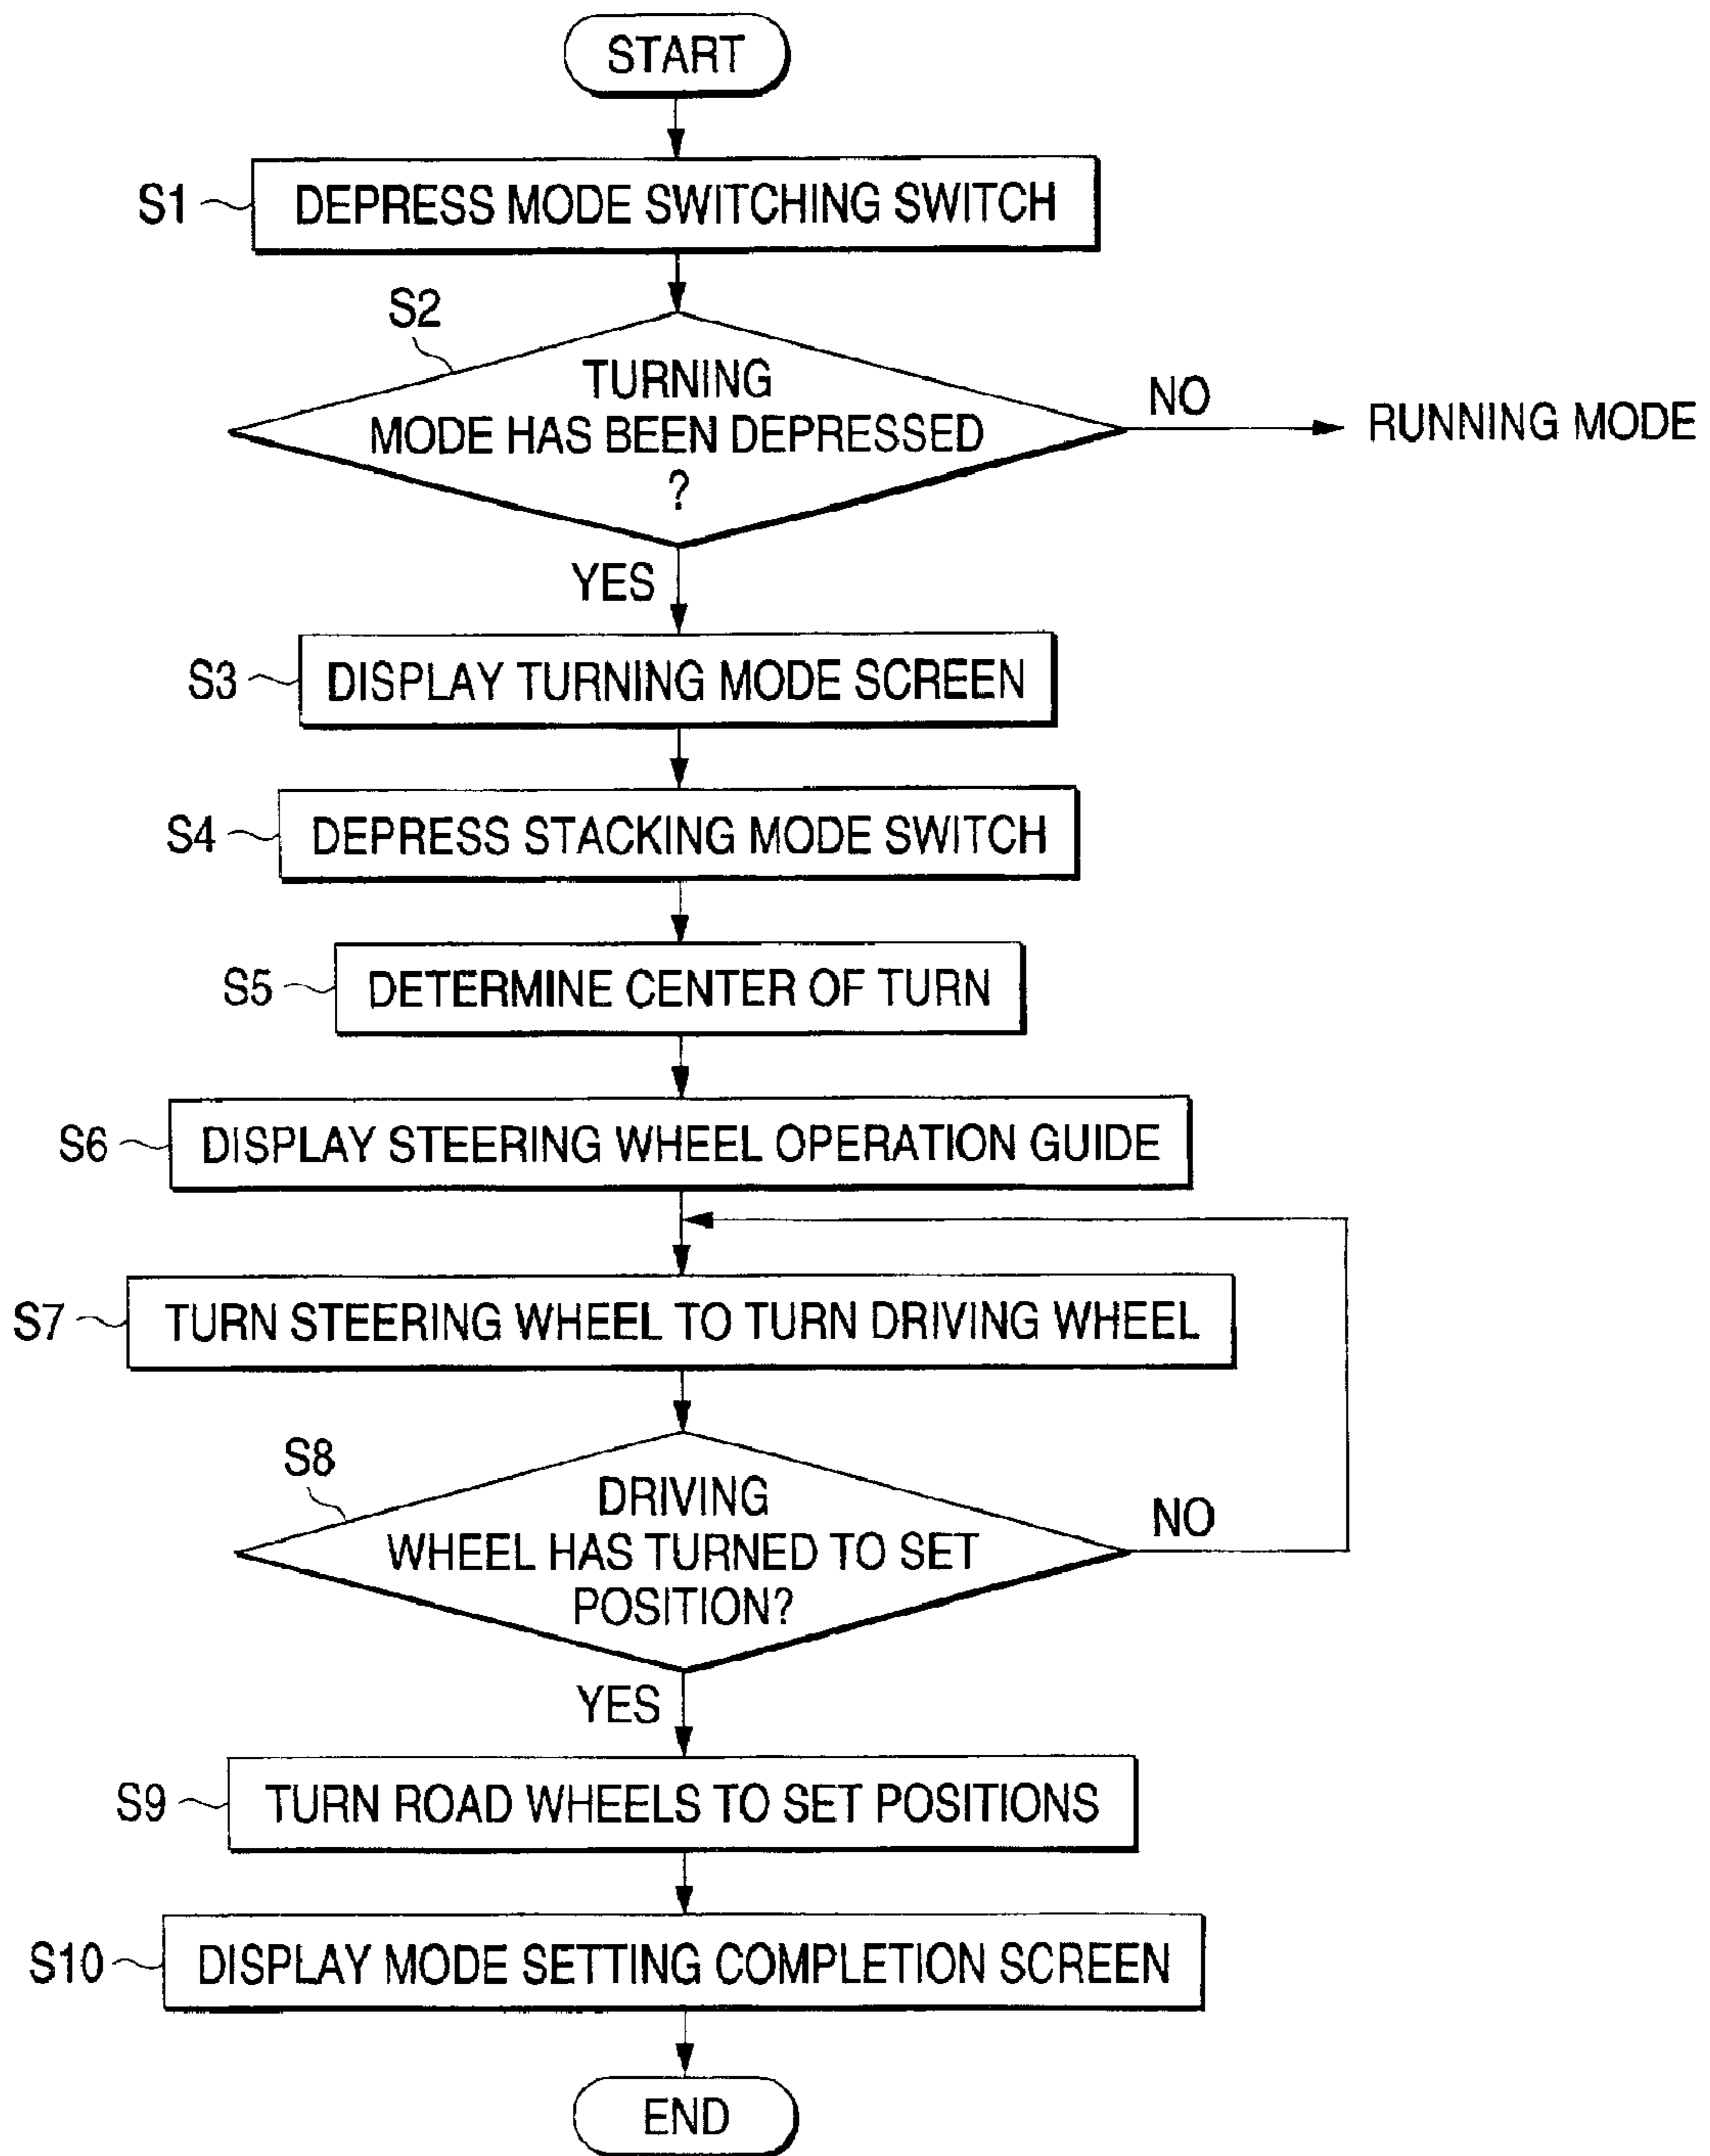 START
S1
DEPRESS MODE SWITCHING SWITCH
S2
TURNING
MODE HAS BEEN DEPRESSED
?
NO
RUNNING MODE
YES
S3
DISPLAY TURNING MODE SCREEN
S4
DEPRESS STACKING MODE SWITCH
S5
DETERMINE CENTER OF TURN
S6
DISPLAY STEERING WHEEL OPERATION GUIDE
S7
TURN STEERING WHEEL TO TURN DRIVING WHEEL
S8
DRIVING
WHEEL HAS TURNED TO SET
POSITION?
NO
YES
S9
TURN ROAD WHEELS TO SET POSITIONS
S10
DISPLAY MODE SETTING COMPLETION SCREEN
END